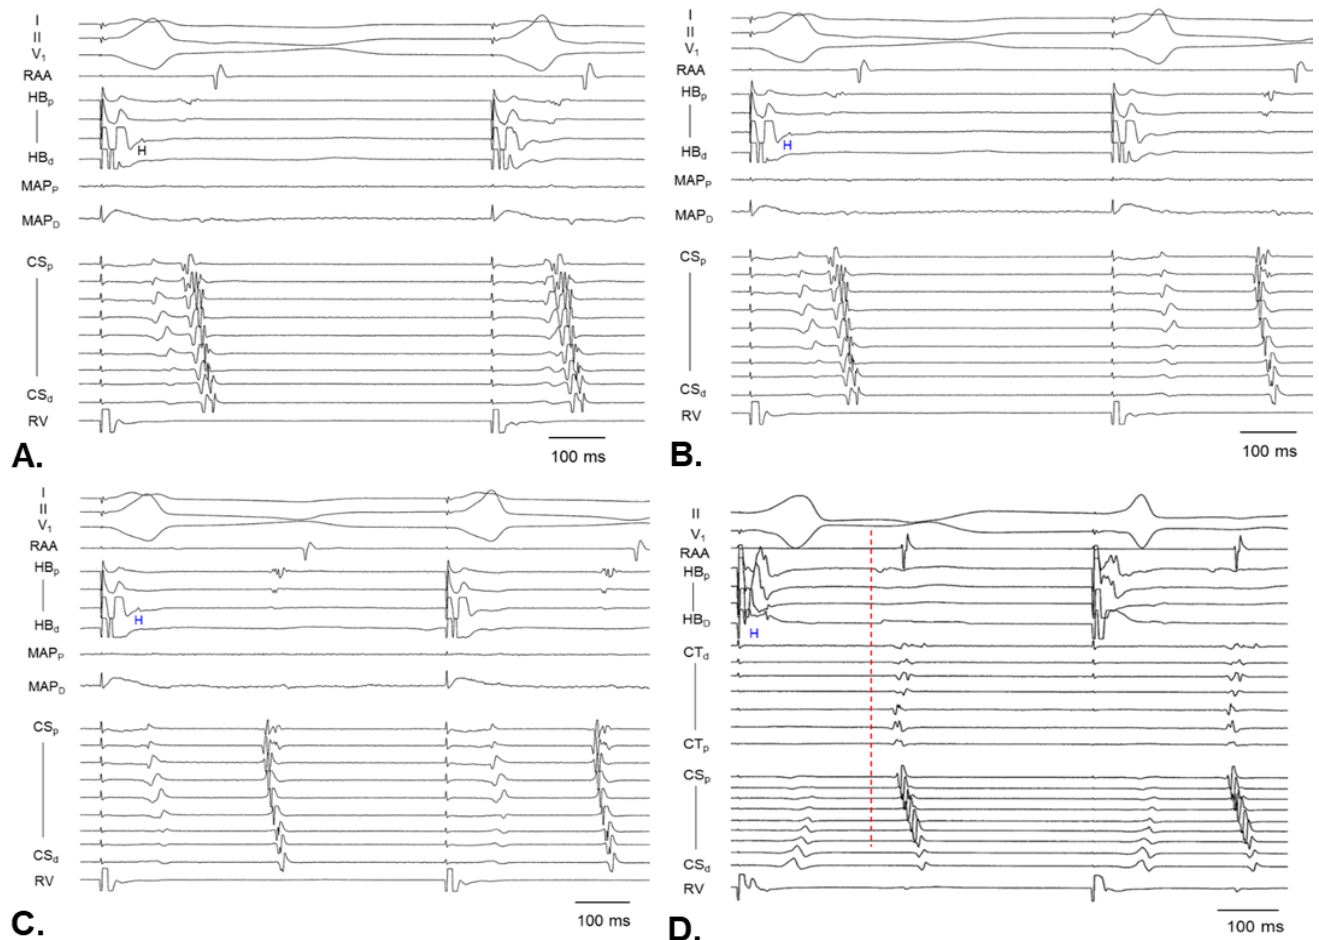 I
II
V1
RAA
HBp
HBd
H
MAPP
MAPD
CSp
CSd
RV
100 ms
A.
I
II
V1
RAA
HBp
HBd
H
MAPP
MAPD
CSp
CSd
RV
100 ms
B.
I
II
V1
RAA
HBp
HBd
H
MAPP
MAPD
CSp
CSd
RV
100 ms
C.
II
V1
RAA
HBp
HBD
H
CTd
CTp
CSp
CSd
RV
100 ms
D.